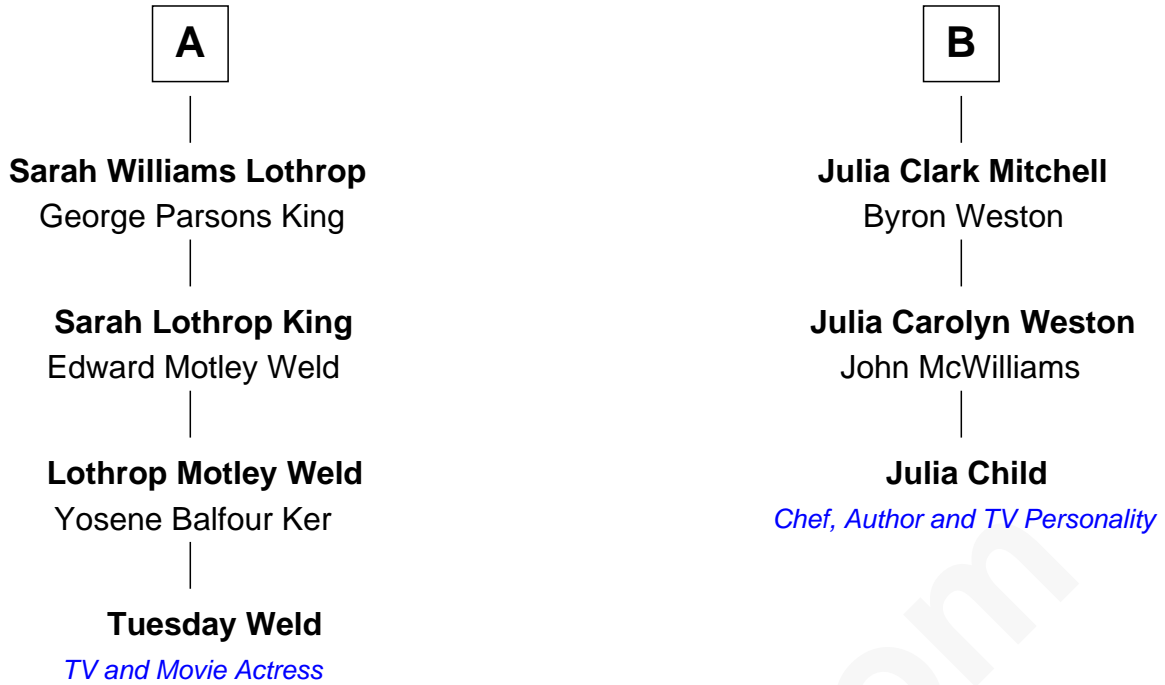 A
Sarah Williams Lothrop
George Parsons King
Sarah Lothrop King
Edward Motley Weld
Lothrop Motley Weld
Yosene Balfour Ker
Tuesday Weld
TV and Movie Actress
B
Julia Clark Mitchell
Byron Weston
Julia Carolyn Weston
John McWilliams
Julia Child
Chef, Author and TV Personality